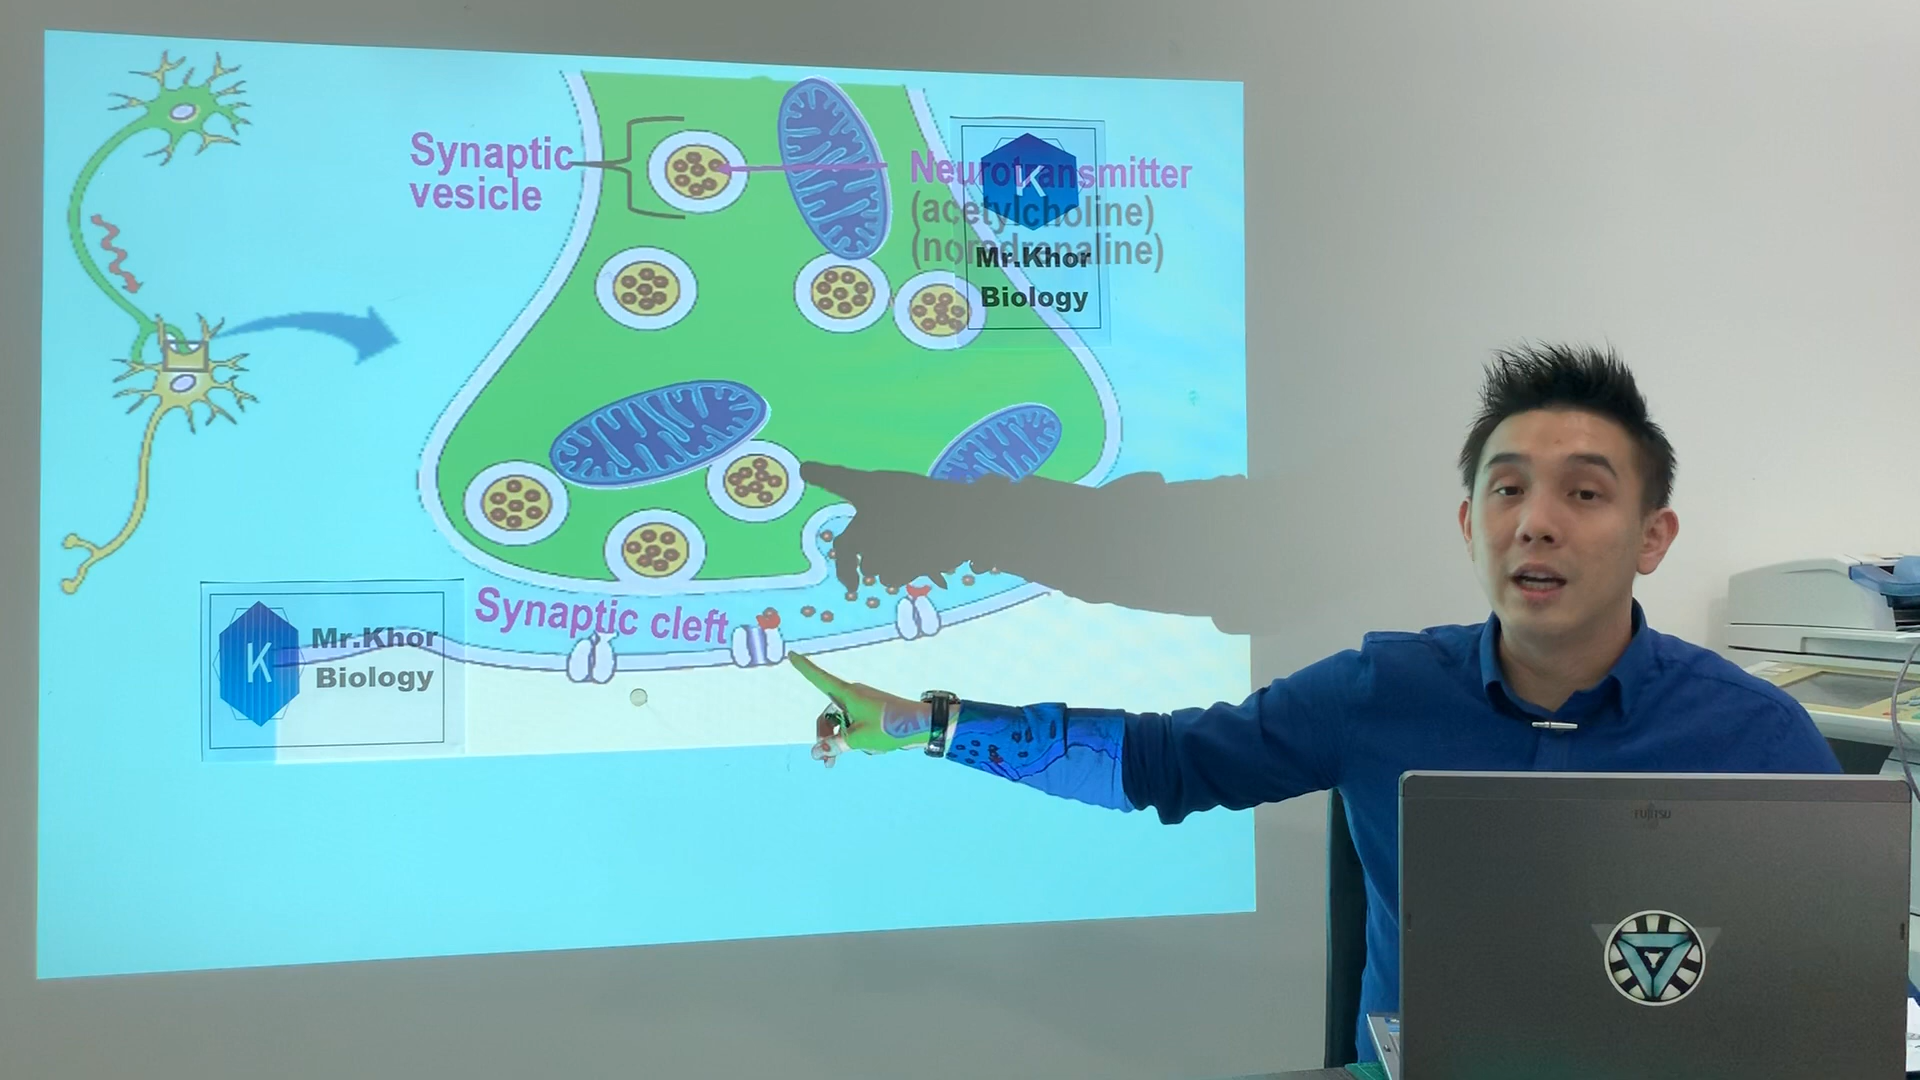 Synaptic
vesicle
Neurotransmitter
(acetylcholine)
(noradrenaline)
K
Mr.Khor
Biology
Synaptic cleft
K
Mr.Khor
Biology
FUJITSU